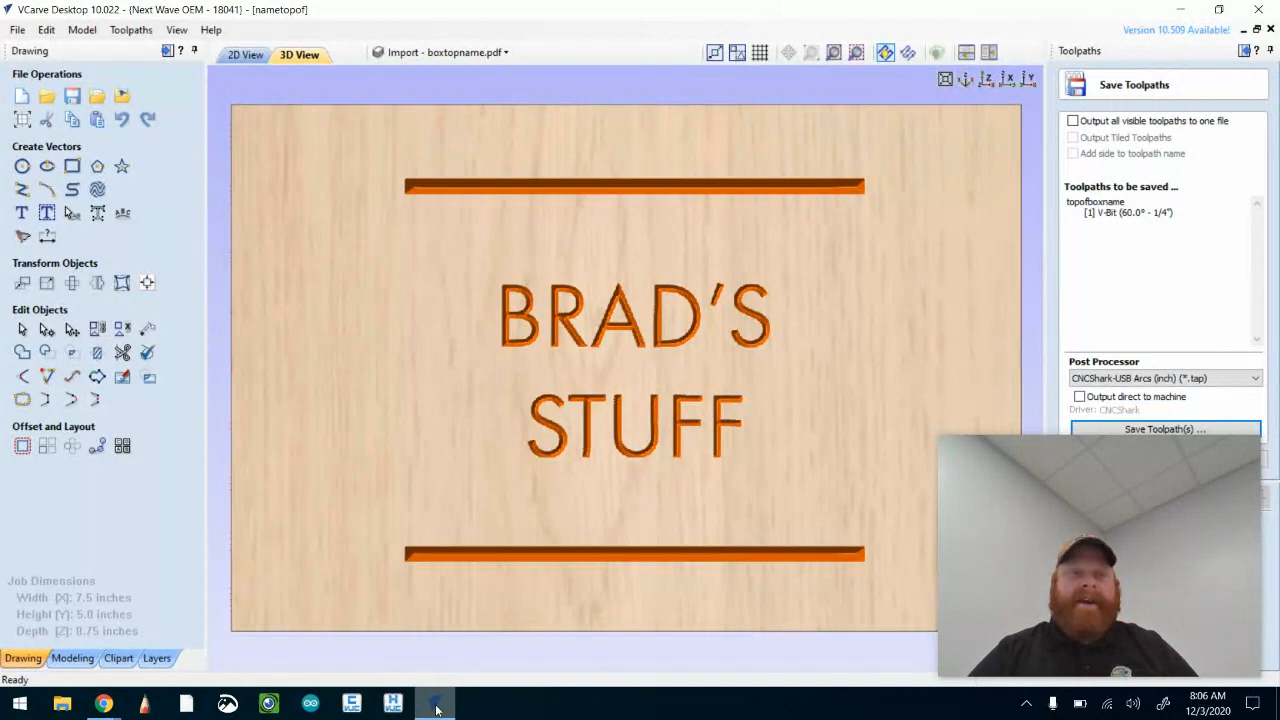 VCarve Desktop 10.022 - {Next Wave OEM - 18041} - [nametopof]
File Edit Model Toolpaths View Help
Version 10.509 Available!
Drawing
2D View
3D View
Import - boxtopname.pdf
Toolpaths
File Operations
Create Vectors
Transform Objects
Edit Objects
Offset and Layout
Job Dimensions
Width [X]: 7.5 inches
Height [Y]: 5.0 inches
Depth [Z]: 0.75 inches
Drawing Modeling Clipart Layers
Ready
BRAD'S
STUFF
Save Toolpaths
Output all visible toolpaths to one file
Output Tiled Toolpaths
Add side to toolpath name
Toolpaths to be saved ...
topofboxname
[1] V-Bit (60.0° - 1/4")
Post Processor
CNCShark-USB Arcs (inch) (*.tap)
Output direct to machine
Driver: CNCShark
Save Toolpath(s) ...
8:06 AM
12/3/2020